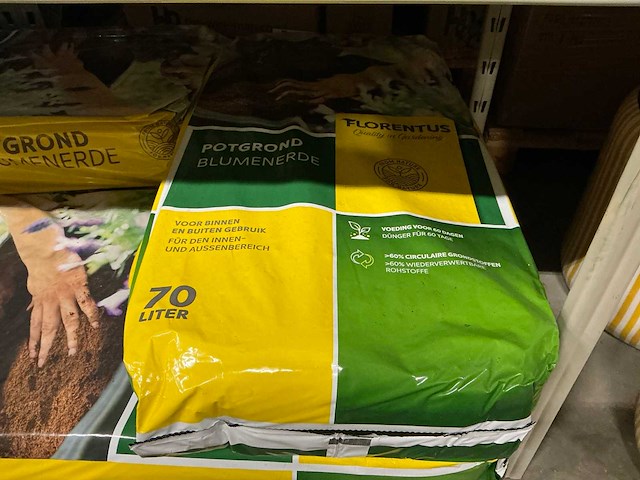 GROND
UMENERDE
POTGROND
BLUMENERDE
FLORENTUS
Quality in Gardening
VOOR BINNEN
EN BUITEN GEBRUIK
FÜR DEN INNEN-
UND AUSSENBEREICH
70
LITER
VOEDING VOOR 60 DAGEN
DÜNGER FÜR 60 TAGE
>60% CIRCULAIRE GRONDSTOFFEN
>60% WIEDERVERWERTBARE
ROHSTOFFE